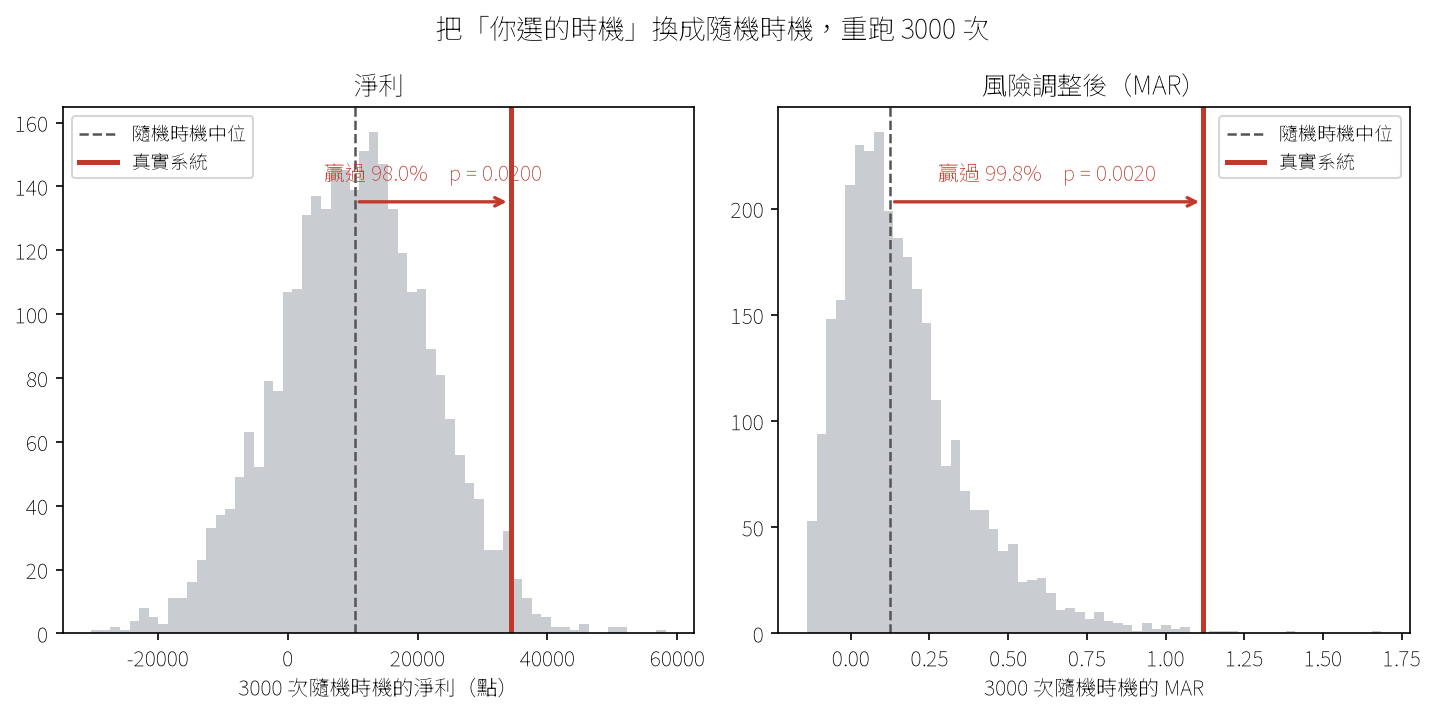 把「你選的時機」換成隨機時機，重跑 3000 次
淨利
隨機時機中位
真實系統
贏過 98.0% p = 0.0200
160
140
120
100
80
60
40
20
0
-20000 0 20000 40000 60000
3000 次隨機時機的淨利（點）
風險調整後（MAR）
隨機時機中位
真實系統
贏過 99.8% p = 0.0020
200
150
100
50
0
0.00 0.25 0.50 0.75 1.00 1.25 1.50 1.75
3000 次隨機時機的 MAR